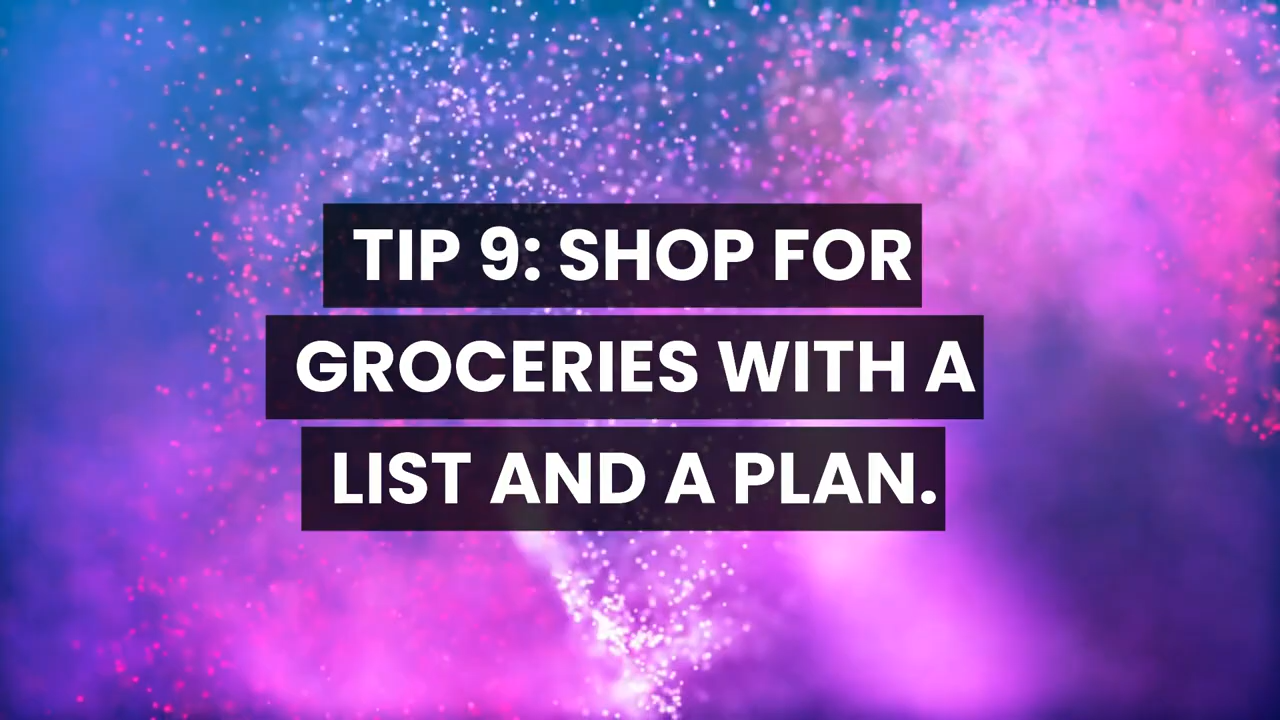 TIP 9: SHOP FOR
GROCERIES WITH A
LIST AND A PLAN.